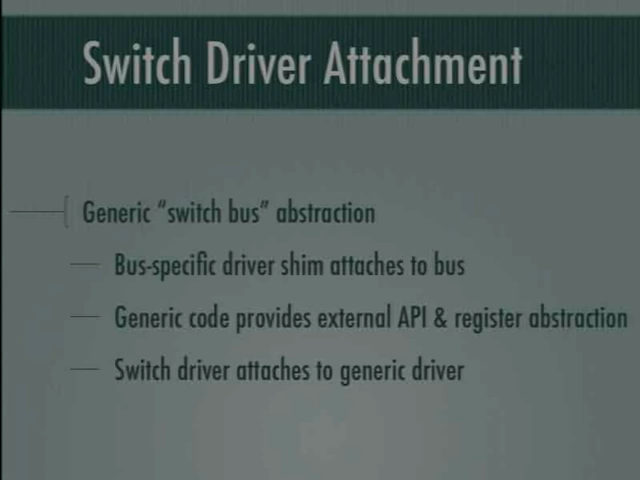 Switch Driver Attachment
Generic “switch bus” abstraction
Bus-specific driver shim attaches to bus
Generic code provides external API & register abstraction
Switch driver attaches to generic driver